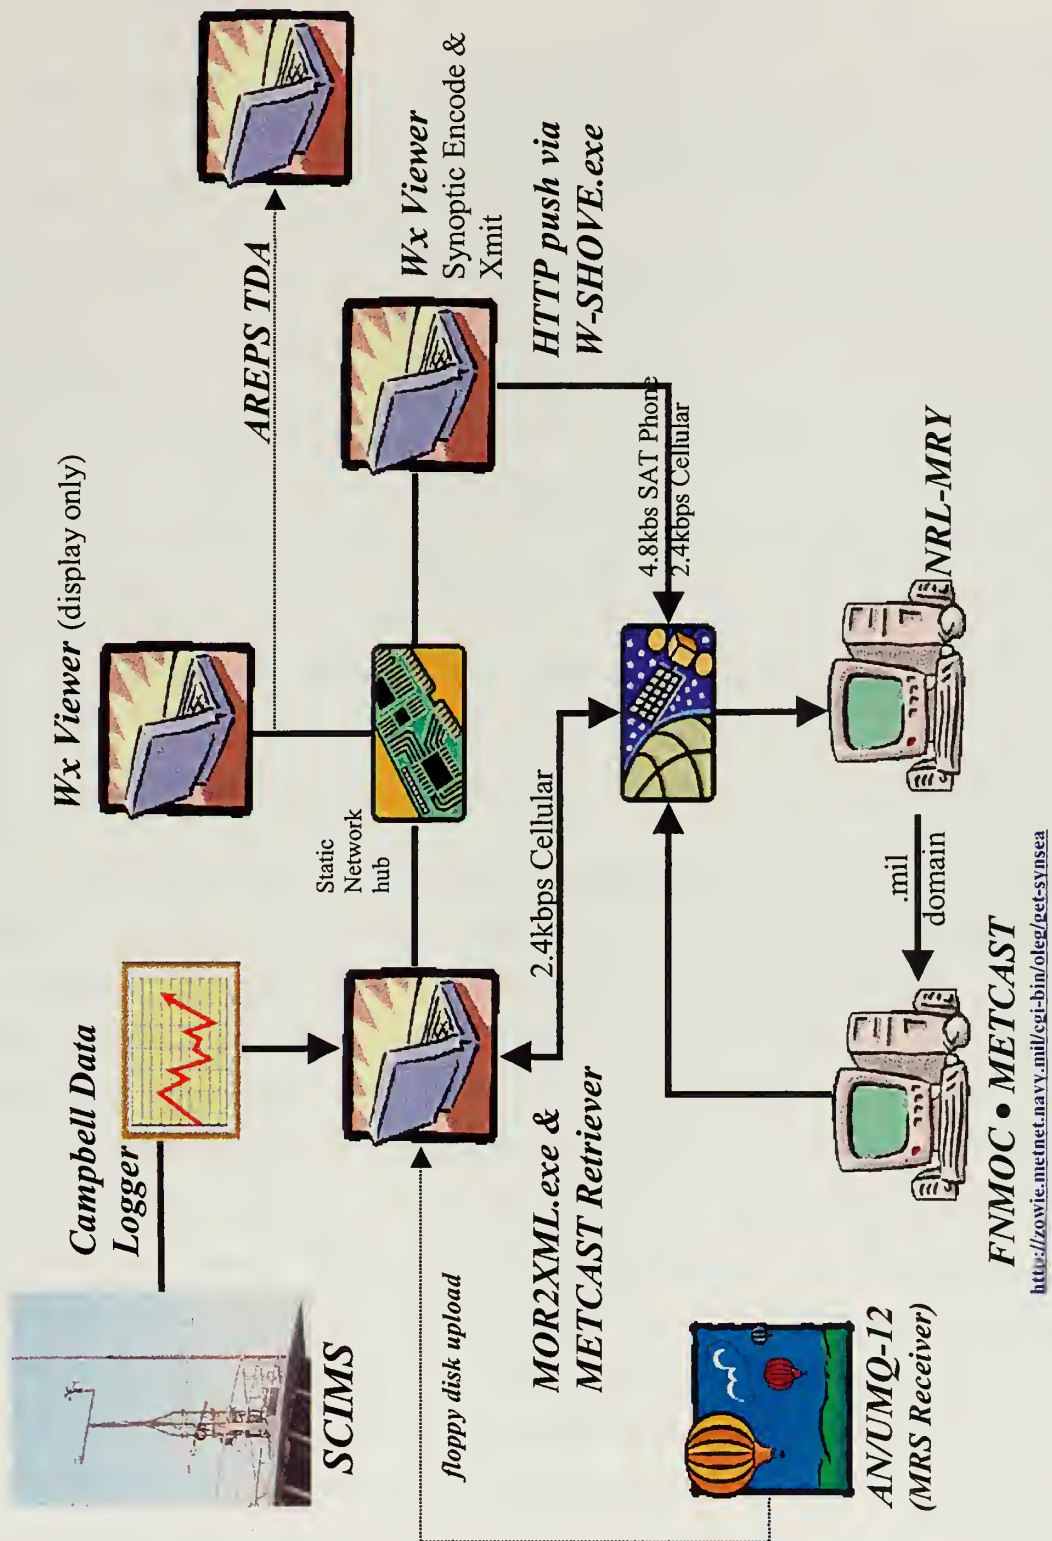 SCIMS
Campbell Data
Logger
Wx Viewer (display only)
AREPS TDA
Static
Network
hub
Wx Viewer
Synoptic Encode &
Xmit
floppy disk upload
MOR2XML.exe &
METCAST Retriever
2.4kbps Cellular
HTTP push via
W-SHOVE.exe
4.8kbs SAT Phone
2.4kbps Cellular
AN/UMQ-12
(MRS Receiver)
FNMOC • METCAST
http://zowie.metnet.navy.mil/cgi-bin/oleg/get-synsea
.mil
domain
NRL-MRY